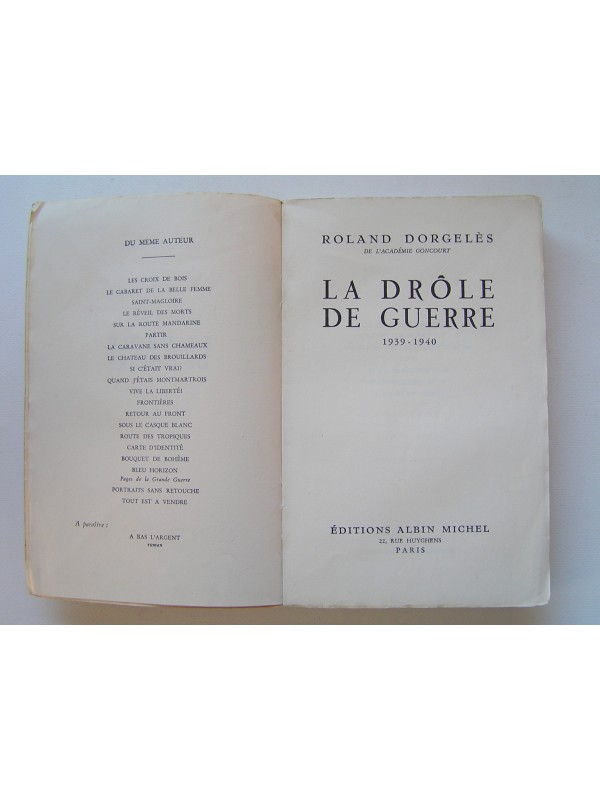 DU MEME AUTEUR
LES CROIX DE BOIS
LE CABARET DE LA BELLE FEMME
SAINT-MAGLOIRE
LE RÉVEIL DES MORTS
SUR LA ROUTE MANDARINE
PARTIR
LA CARAVANE SANS CHAMEAUX
LE CHATEAU DES BROUILLARDS
SI C'ÉTAIT VRAI?
QUAND J'ÉTAIS MONTMARTROIS
VIVE LA LIBERTÉ!
FRONTIÈRES
RETOUR AU FRONT
SOUS LE CASQUE BLANC
ROUTE DES TROPIQUES
CARTE D'IDENTITÉ
BOUQUET DE BOHÈME
BLEU HORIZON
Pages de la Grande Guerre
PORTRAITS SANS RETOUCHE
TOUT EST A VENDRE
A paraître :
A BAS L'ARGENT
roman
ROLAND DORGELÈS
DE L'ACADÉMIE GONCOURT
LA DRÔLE
DE GUERRE
1939-1940
ÉDITIONS ALBIN MICHEL
22, RUE HUYGHENS
PARIS